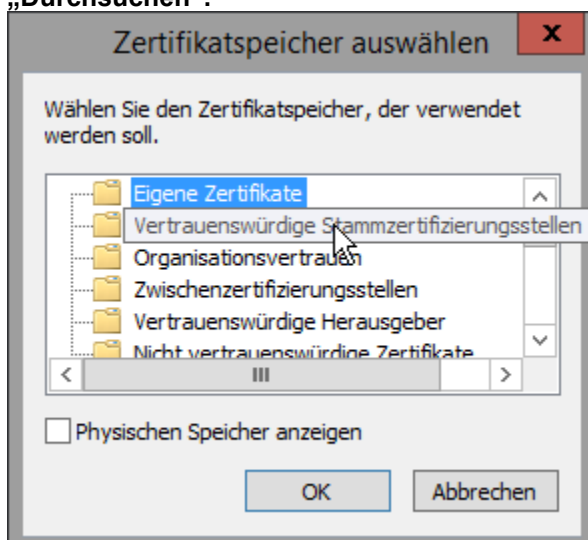 „Durchsuchen“.
Zertifikatspeicher auswählen
x
Wählen Sie den Zertifikatspeicher, der verwendet
werden soll.
Eigene Zertifikate
Vertrauenswürdige Stammzertifizierungsstellen
Organisationsvertrauen
Zwischenzertifizierungsstellen
Vertrauenswürdige Herausgeber
Nicht vertrauenswürdige Zertifikate
Physischen Speicher anzeigen
OK
Abbrechen